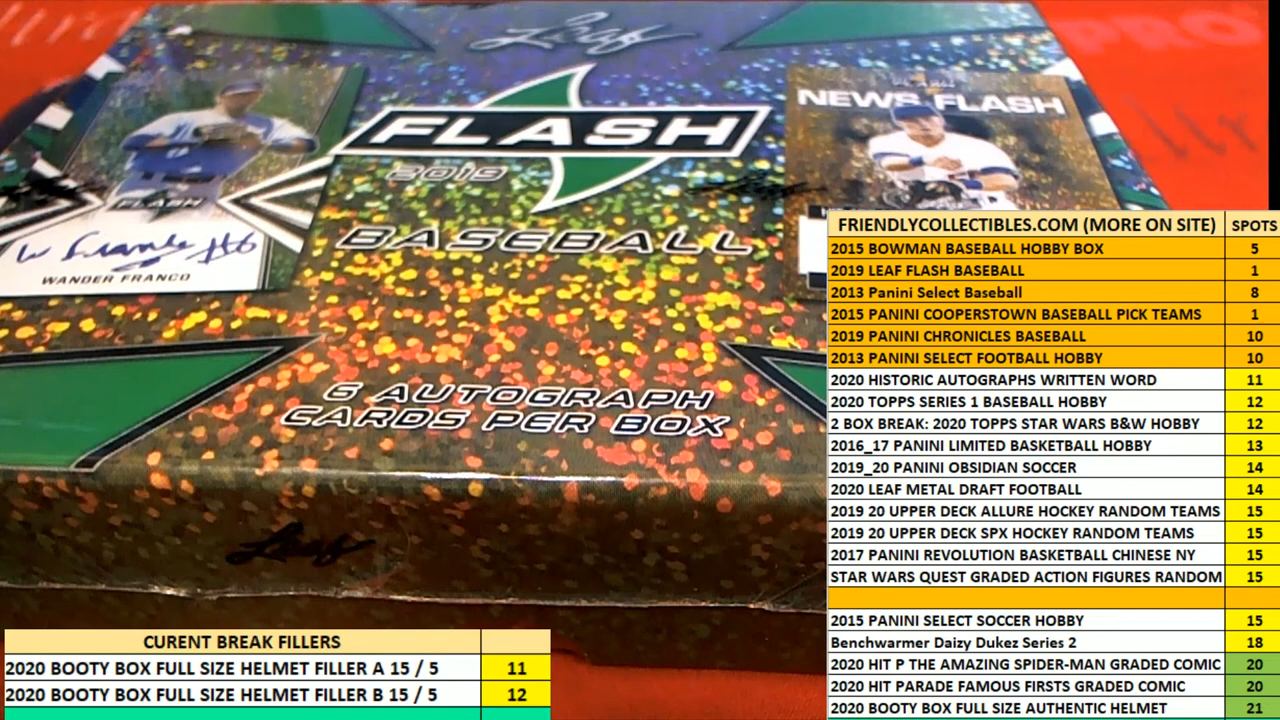 Leaf
FLASH
2019
BASEBALL
6 AUTOGRAPH
CARDS PER BOX
Leaf
FLASH
WANDER FRANCO
NEWS FLASH
PRO
FRIENDLYCOLLECTIBLES.COM (MORE ON SITE) SPOTS
2015 BOWMAN BASEBALL HOBBY BOX 5
2019 LEAF FLASH BASEBALL 1
2013 Panini Select Baseball 8
2015 PANINI COOPERSTOWN BASEBALL PICK TEAMS 1
2019 PANINI CHRONICLES BASEBALL 10
2013 PANINI SELECT FOOTBALL HOBBY 10
2020 HISTORIC AUTOGRAPHS WRITTEN WORD 11
2020 TOPPS SERIES 1 BASEBALL HOBBY 12
2 BOX BREAK: 2020 TOPPS STAR WARS B&W HOBBY 12
2016_17 PANINI LIMITED BASKETBALL HOBBY 13
2019_20 PANINI OBSIDIAN SOCCER 14
2020 LEAF METAL DRAFT FOOTBALL 14
2019 20 UPPER DECK ALLURE HOCKEY RANDOM TEAMS 15
2019 20 UPPER DECK SPX HOCKEY RANDOM TEAMS 15
2017 PANINI REVOLUTION BASKETBALL CHINESE NY 15
STAR WARS QUEST GRADED ACTION FIGURES RANDOM 15
2015 PANINI SELECT SOCCER HOBBY 15
Benchwarmer Daizy Dukez Series 2 18
2020 HIT P THE AMAZING SPIDER-MAN GRADED COMIC 20
2020 HIT PARADE FAMOUS FIRSTS GRADED COMIC 20
2020 BOOTY BOX FULL SIZE AUTHENTIC HELMET 21
CURENT BREAK FILLERS
2020 BOOTY BOX FULL SIZE HELMET FILLER A 15 / 5 11
2020 BOOTY BOX FULL SIZE HELMET FILLER B 15 / 5 12